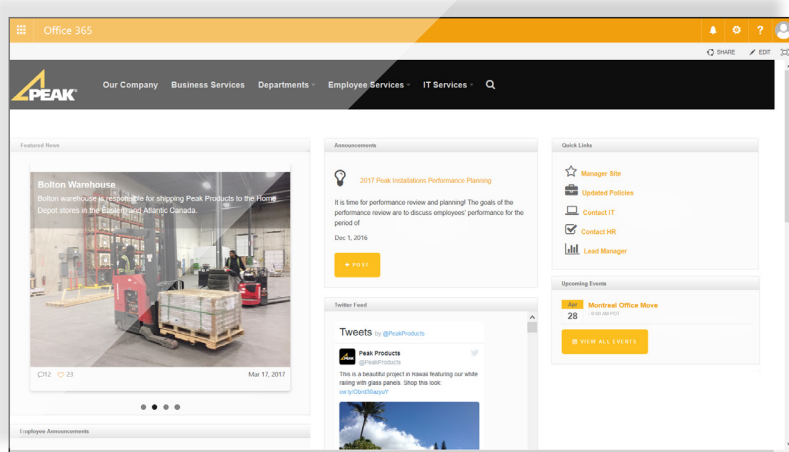 Office 365
?
SHARE
EDIT
PEAK
Our Company
Business Services
Departments
Employee Services
IT Services
Featured News
Bolton Warehouse
Bolton warehouse is responsible for shipping Peak Products to the Home
Depot stores in the Eastern and Atlantic Canada.
12
23
Mar 17, 2017
Employee Announcements
Announcements
2017 Peak Installations Performance Planning
It is time for performance review and planning! The goals of the
performance review are to discuss employees' performance for the
period of
Dec 1, 2016
+ POST
Twitter Feed
Tweets by @PeakProducts
Peak Products
@PeakProducts
This is a beautiful project in Hawaii featuring our white
railing with glass panels. Shop this look:
Quick Links
Manager Site
Updated Policies
Contact IT
Contact HR
Lead Manager
Upcoming Events
Apr
28
Montreal Office Move
VIEW ALL EVENTS